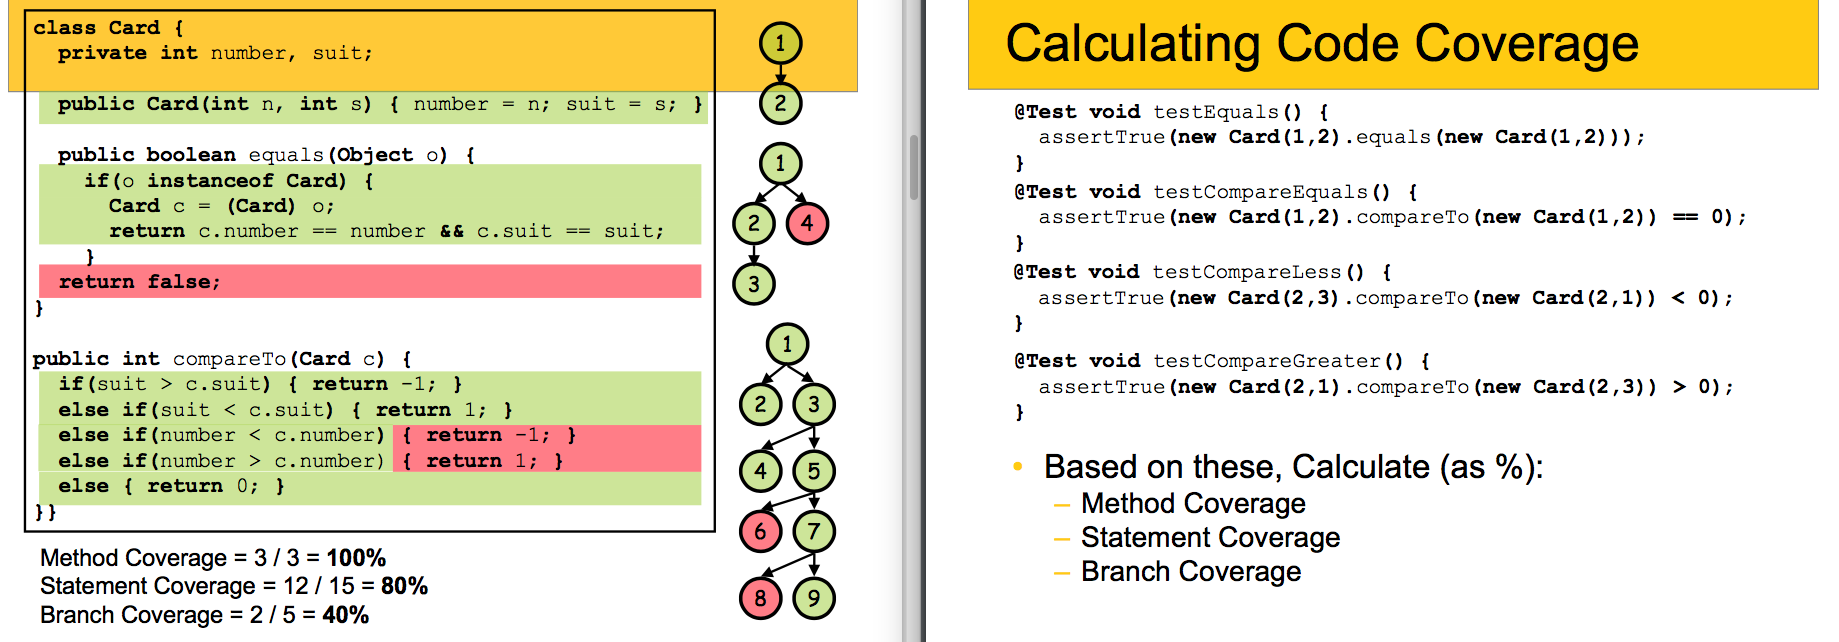 class Card {
private int number, suit;
public Card(int n, int s) { number = n; suit = s; }
public boolean equals(Object o) {
if(o instanceof Card) {
Card c = (Card) o;
return c.number == number && c.suit == suit;
}
return false;
}
public int compareTo(Card c) {
if(suit > c.suit) { return -1; }
else if(suit < c.suit) { return 1; }
else if(number < c.number) { return -1; }
else if(number > c.number) { return 1; }
else { return 0; }
}}
Method Coverage = 3 / 3 = 100%
Statement Coverage = 12 / 15 = 80%
Branch Coverage = 2 / 5 = 40%
1
2
1
2 4
3
1
2 3
4 5
6 7
8 9
Calculating Code Coverage
@Test void testEquals() {
assertTrue(new Card(1,2).equals(new Card(1,2)));
}
@Test void testCompareEquals() {
assertTrue(new Card(1,2).compareTo(new Card(1,2)) == 0);
}
@Test void testCompareLess() {
assertTrue(new Card(2,3).compareTo(new Card(2,1)) < 0);
}
@Test void testCompareGreater() {
assertTrue(new Card(2,1).compareTo(new Card(2,3)) > 0);
}
• Based on these, Calculate (as %):
– Method Coverage
– Statement Coverage
– Branch Coverage